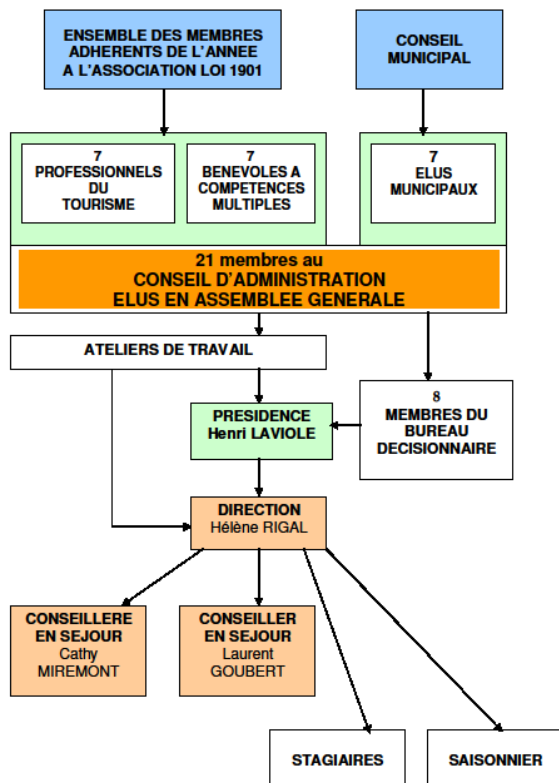 ENSEMBLE DES MEMBRES
ADHERENTS DE L'ANNEE
A L'ASSOCIATION LOI 1901
CONSEIL
MUNICIPAL
7
PROFESSIONNELS
DU
TOURISME
7
BENEVOLES A
COMPETENCES
MULTIPLES
7
ELUS
MUNICIPAUX
21 membres au
CONSEIL D'ADMINISTRATION
ELUS EN ASSEMBLEE GENERALE
ATELIERS DE TRAVAIL
PRESIDENCE
Henri LAVIOLE
8
MEMBRES DU
BUREAU
DECISIONNAIRE
DIRECTION
Hélène RIGAL
CONSEILLERE
EN SEJOUR
Cathy
MIREMONT
CONSEILLER
EN SEJOUR
Laurent
GOUBERT
STAGIAIRES
SAISONNIER